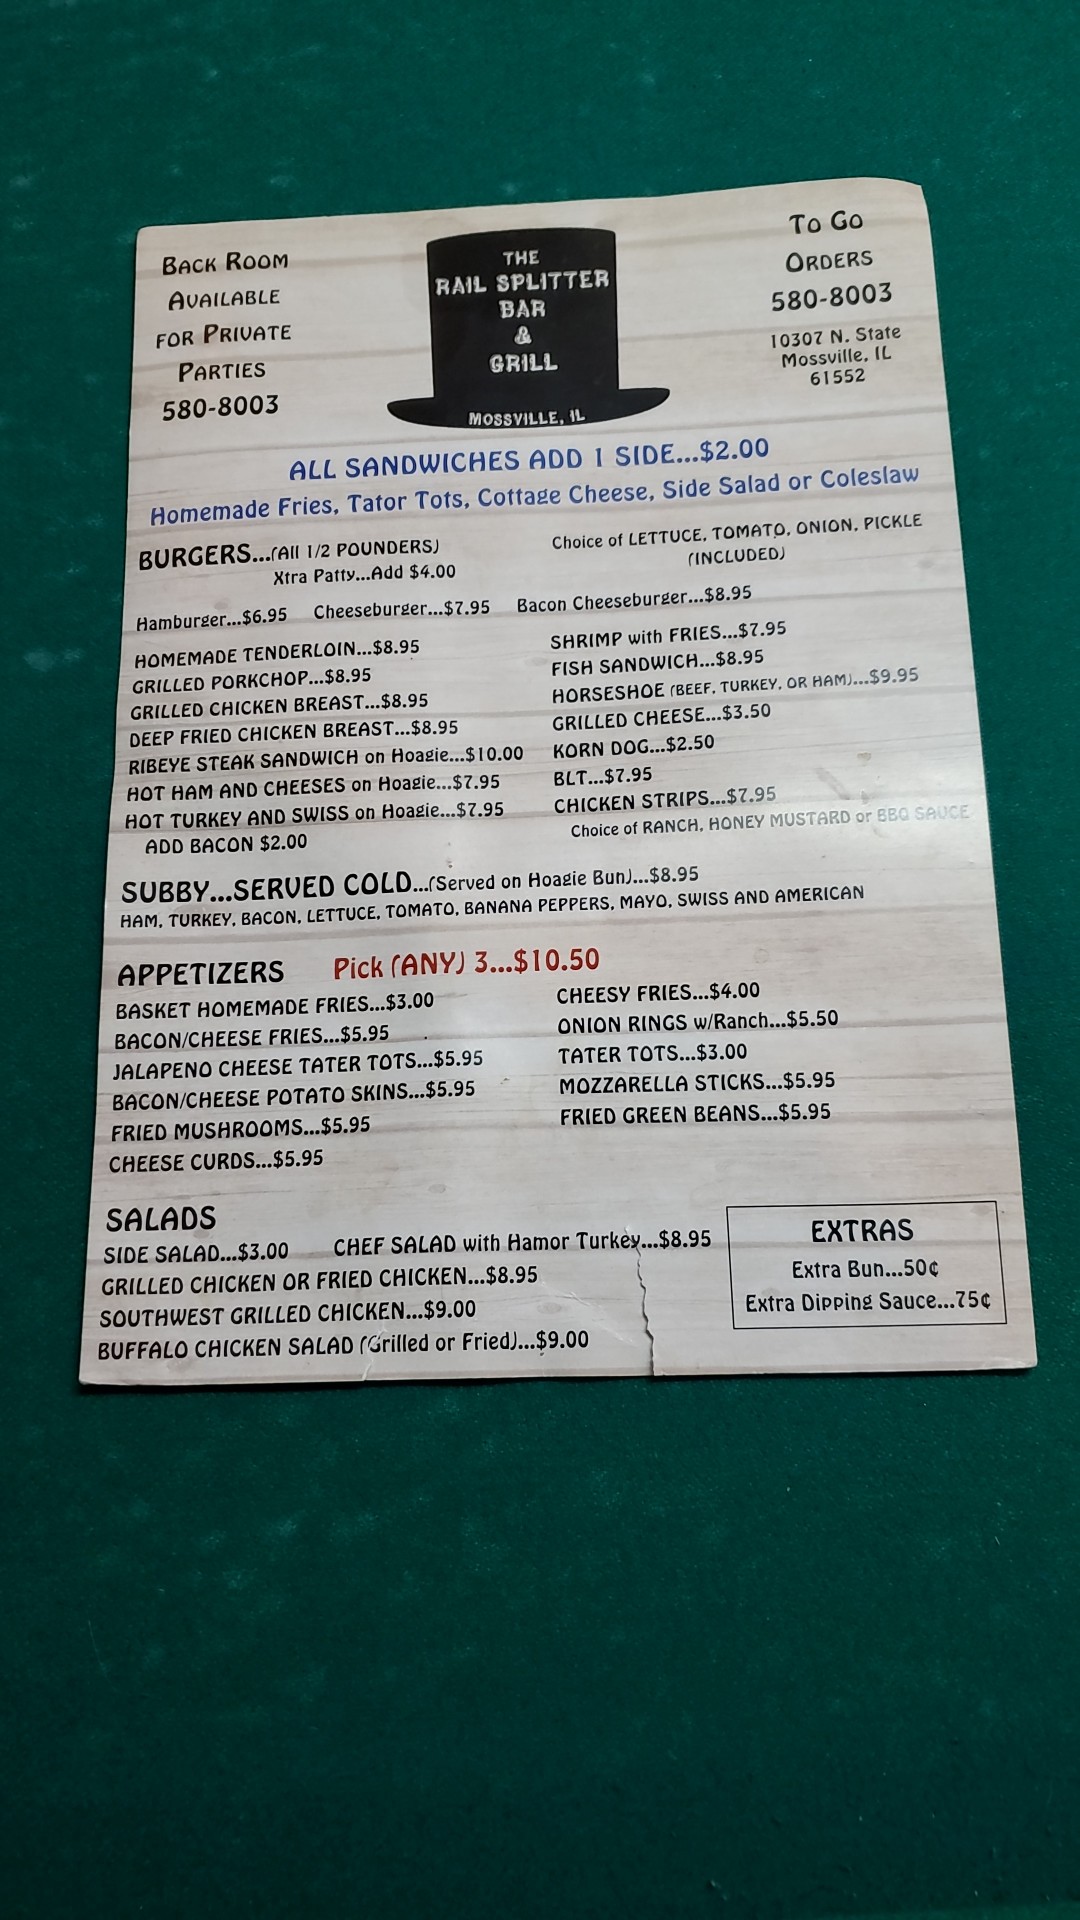 BACK ROOM
AVAILABLE
FOR PRIVATE
PARTIES
580-8003
THE
RAIL SPLITTER
BAR
&
GRILL
MOSSVILLE, IL
TO GO
ORDERS
580-8003
10307 N. State
Mossville, IL
61552
ALL SANDWICHES ADD 1 SIDE...$2.00
Homemade Fries, Tator Tots, Cottage Cheese, Side Salad or Coleslaw
BURGERS...(All 1/2 POUNDERS)
Xtra Patty...Add $4.00
Choice of LETTUCE, TOMATO, ONION, PICKLE
(INCLUDED)
Hamburger...$6.95 Cheeseburger...$7.95 Bacon Cheeseburger...$8.95
HOMEMADE TENDERLOIN...$8.95
GRILLED PORKCHOP...$8.95
GRILLED CHICKEN BREAST...$8.95
DEEP FRIED CHICKEN BREAST...$8.95
RIBEYE STEAK SANDWICH on Hoagie...$10.00
HOT HAM AND CHEESES on Hoagie...$7.95
HOT TURKEY AND SWISS on Hoagie...$7.95
ADD BACON $2.00
SHRIMP with FRIES...$7.95
FISH SANDWICH...$8.95
HORSESHOE (BEEF, TURKEY, OR HAM)...$9.95
GRILLED CHEESE...$3.50
KORN DOG...$2.50
BLT...$7.95
CHICKEN STRIPS...$7.95
Choice of RANCH, HONEY MUSTARD or BBQ SAUCE
SUBBY...SERVED COLD...(Served on Hoagie Bun)...$8.95
HAM, TURKEY, BACON, LETTUCE, TOMATO, BANANA PEPPERS, MAYO, SWISS AND AMERICAN
APPETIZERS Pick (ANY) 3...$10.50
BASKET HOMEMADE FRIES...$3.00
BACON/CHEESE FRIES...$5.95
JALAPENO CHEESE TATER TOTS...$5.95
BACON/CHEESE POTATO SKINS...$5.95
FRIED MUSHROOMS...$5.95
CHEESE CURDS...$5.95
CHEESY FRIES...$4.00
ONION RINGS w/Ranch...$5.50
TATER TOTS...$3.00
MOZZARELLA STICKS...$5.95
FRIED GREEN BEANS...$5.95
SALADS
SIDE SALAD...$3.00 CHEF SALAD with Hamor Turkey...$8.95
GRILLED CHICKEN OR FRIED CHICKEN...$8.95
SOUTHWEST GRILLED CHICKEN...$9.00
BUFFALO CHICKEN SALAD (Grilled or Fried)...$9.00
EXTRAS
Extra Bun...50¢
Extra Dipping Sauce...75¢